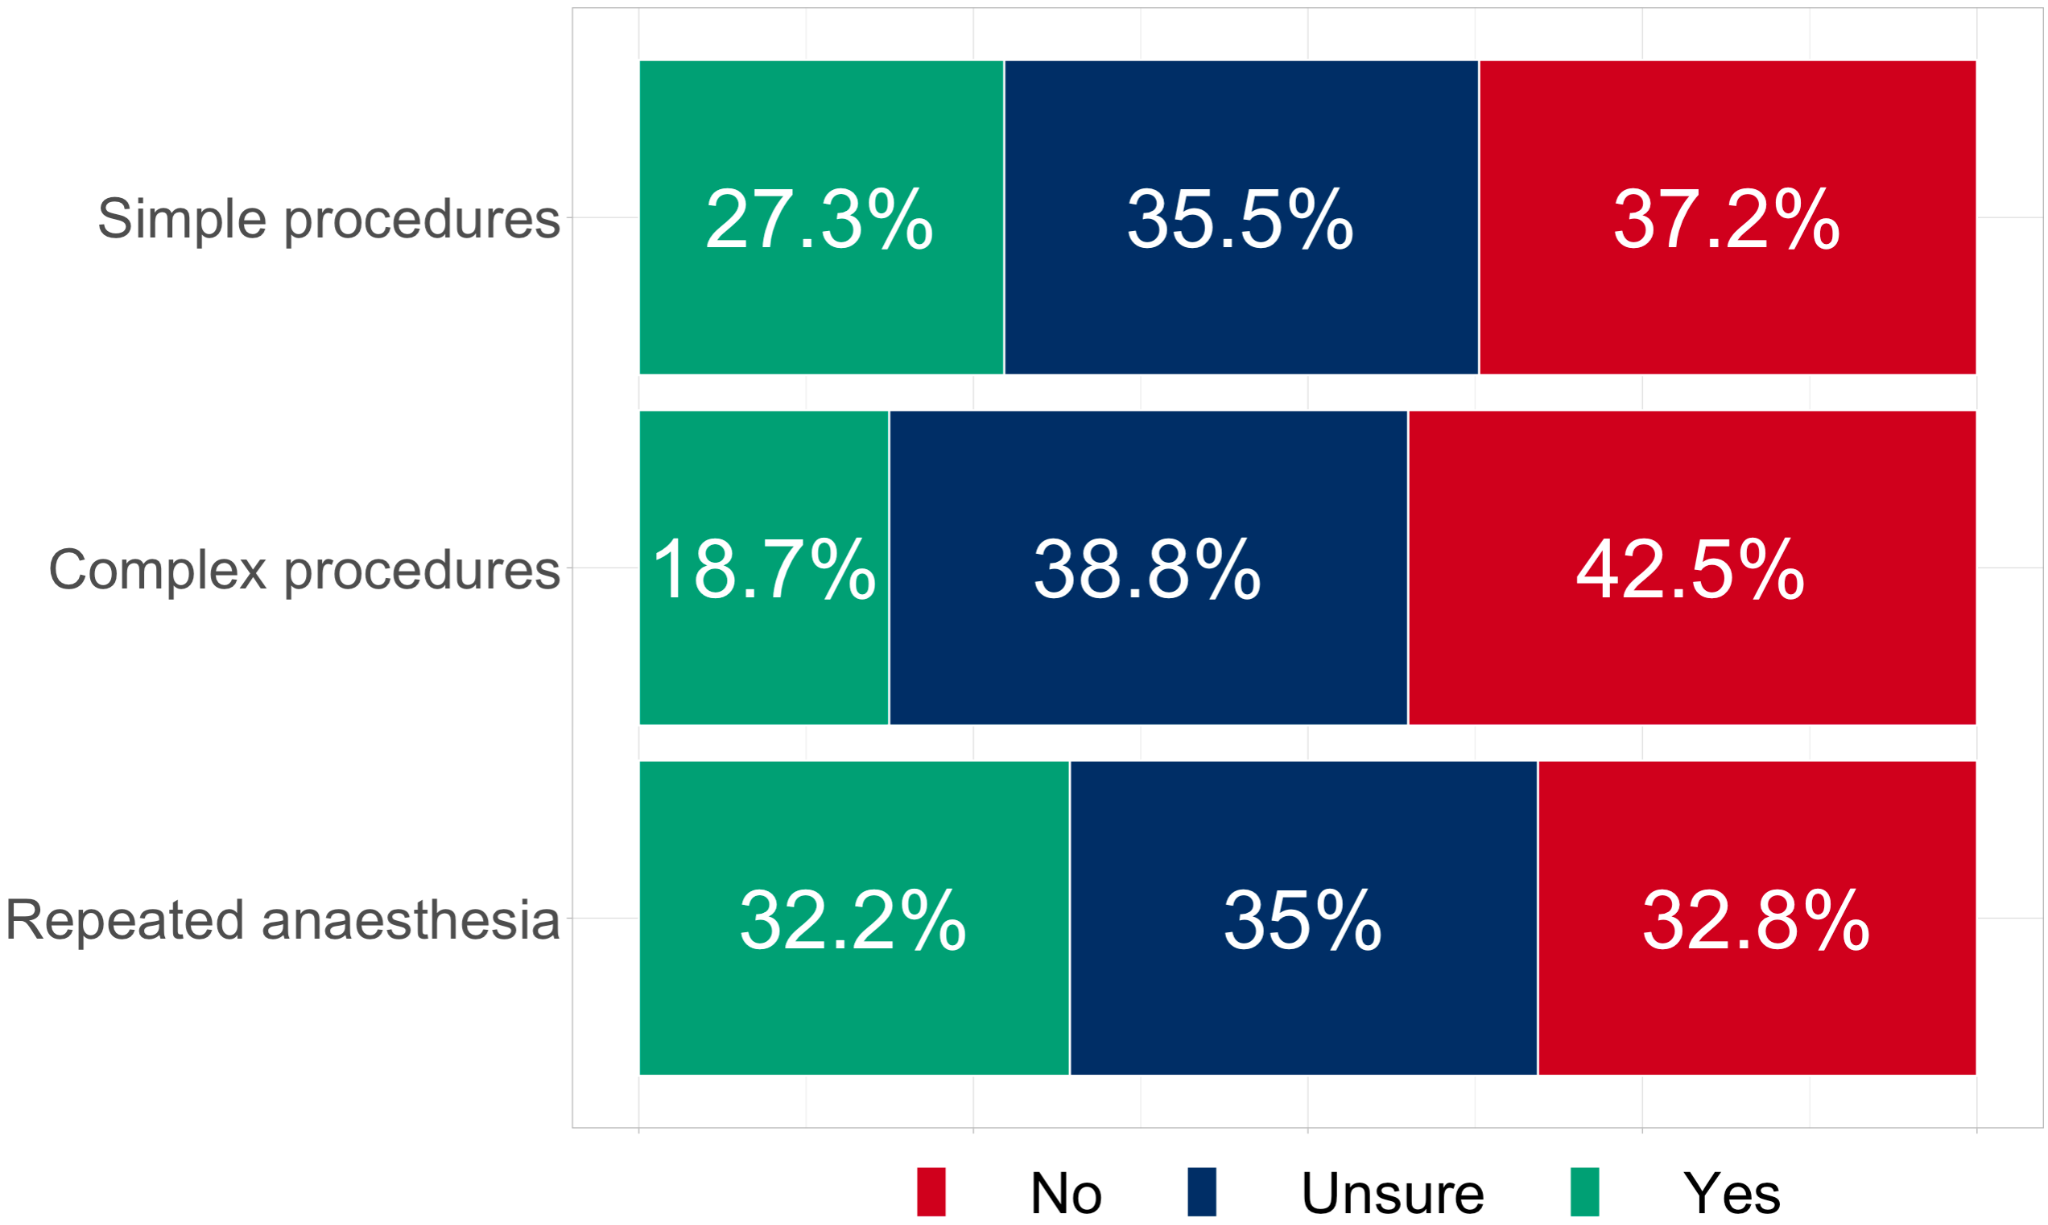 Simple procedures 27.3% 35.5% 37.2%
Complex procedures 18.7% 38.8% 42.5%
Repeated anaesthesia 32.2% 35% 32.8%
No Unsure Yes